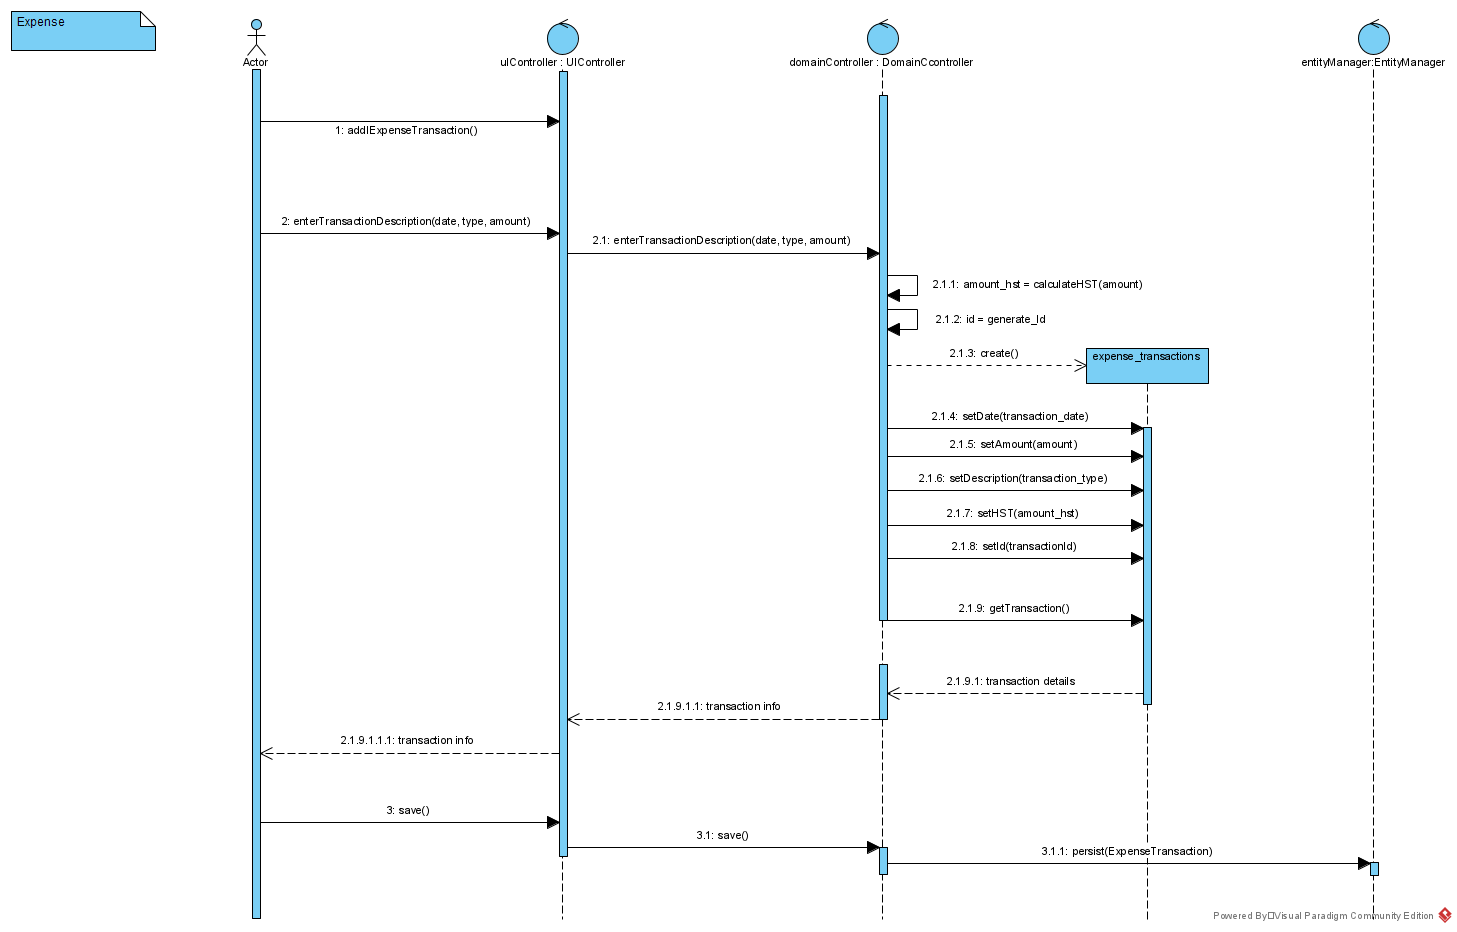 Expense
Actor
uIController : UIController
domainController : DomainCcontroller
entityManager:EntityManager
1: addIExpenseTransaction()
2: enterTransactionDescription(date, type, amount)
2.1: enterTransactionDescription(date, type, amount)
2.1.1: amount_hst = calculateHST(amount)
2.1.2: id = generate_Id
2.1.3: create()
expense_transactions
2.1.4: setDate(transaction_date)
2.1.5: setAmount(amount)
2.1.6: setDescription(transaction_type)
2.1.7: setHST(amount_hst)
2.1.8: setId(transactionId)
2.1.9: getTransaction()
2.1.9.1: transaction details
2.1.9.1.1: transaction info
2.1.9.1.1.1: transaction info
3: save()
3.1: save()
3.1.1: persist(ExpenseTransaction)
Powered By□Visual Paradigm Community Edition